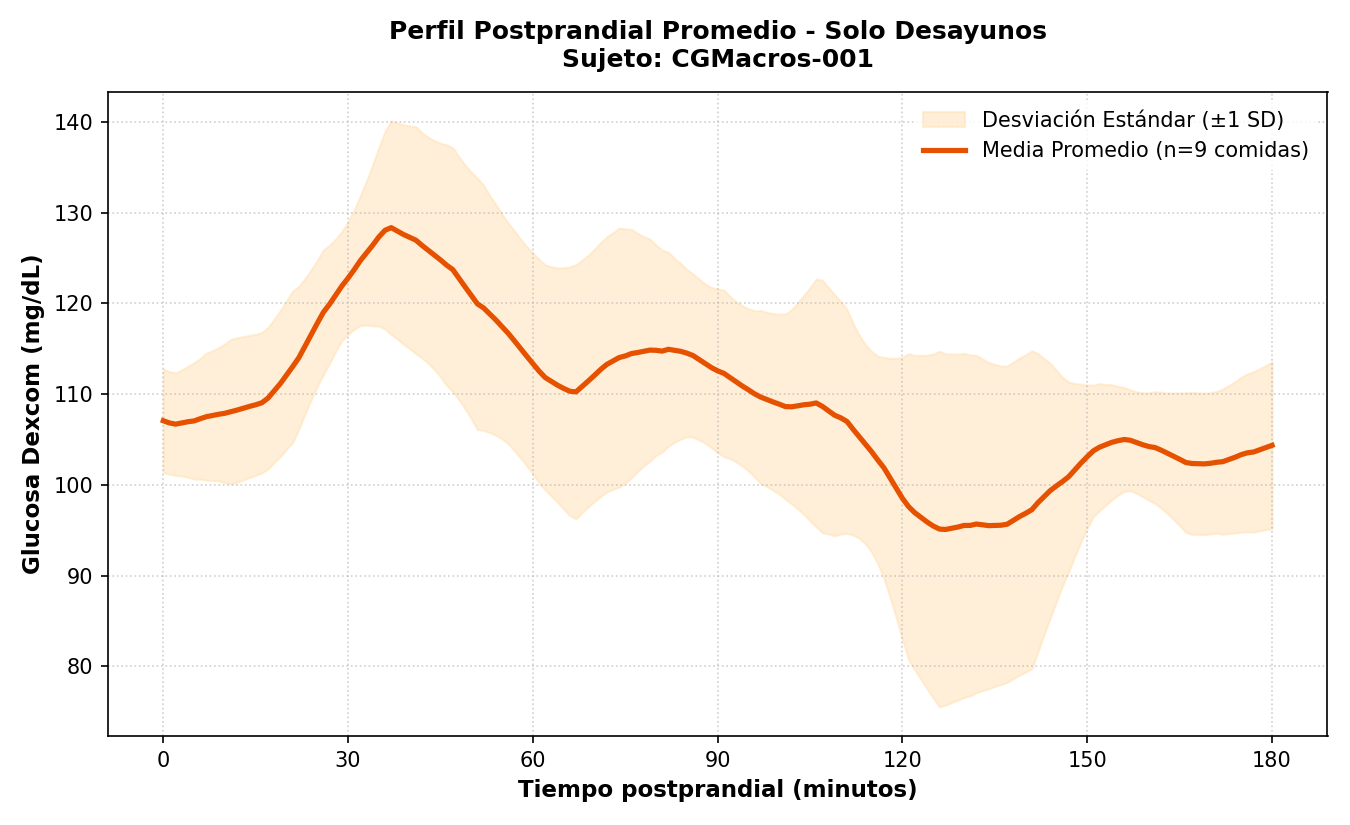 Perfil Postprandial Promedio - Solo Desayunos
Sujeto: CGMacros-001
Desviación Estándar (±1 SD)
Media Promedio (n=9 comidas)
Glucosa Dexcom (mg/dL)
140
130
120
110
100
90
80
0 30 60 90 120 150 180
Tiempo postprandial (minutos)